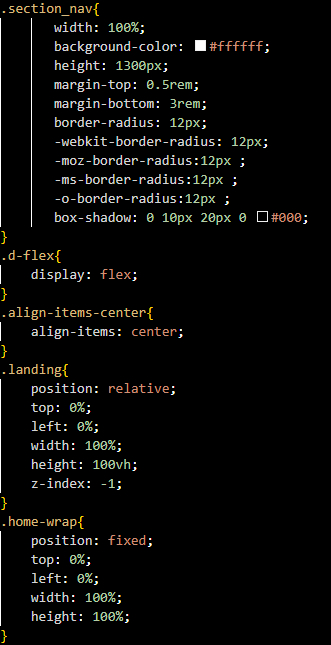 .section_nav{
width: 100%;
background-color: #ffffff;
height: 1300px;
margin-top: 0.5rem;
margin-bottom: 3rem;
border-radius: 12px;
-webkit-border-radius: 12px;
-moz-border-radius:12px ;
-ms-border-radius:12px ;
-o-border-radius:12px ;
box-shadow: 0 10px 20px 0 #000;
}
.d-flex{
display: flex;
}
.align-items-center{
align-items: center;
}
.landing{
position: relative;
top: 0%;
left: 0%;
width: 100%;
height: 100vh;
z-index: -1;
}
.home-wrap{
position: fixed;
top: 0%;
left: 0%;
width: 100%;
height: 100%;
}